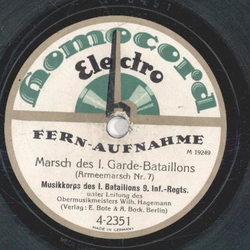 Homocord
Electro
FERN-AUFNAHME
M 19249
Marsch des I. Garde-Bataillons
(Armeemarsch Nr. 7)
Musikkorps des I. Bataillons 9. Inf.-Regts.
unter Leitung des
Obermusikmeisters Wilh. Hagemann
(Verlag: E. Bote & A. Bock, Berlin)
4-2351
MADE IN GERMANY